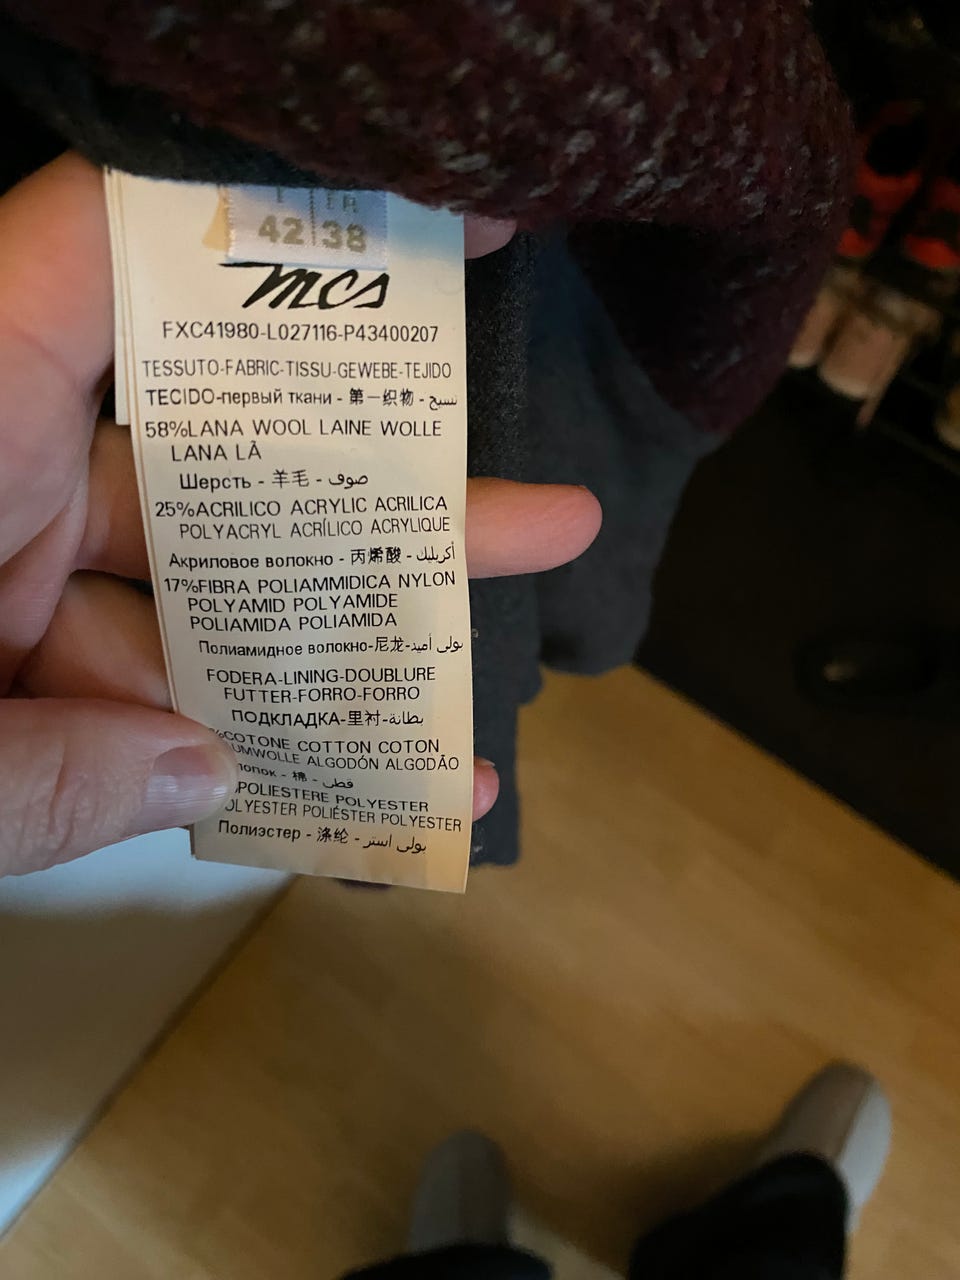 42 38
mcs
FXC41980-L027116-P43400207
TESSUTO-FABRIC-TISSU-GEWEBE-TEJIDO
TECIDO-первый ткани - 第一织物 - نسيج
58%LANA WOOL LAINE WOLLE
LANA LÃ
Шерсть - 羊毛 - صوف
25%ACRILICO ACRYLIC ACRILICA
POLYACRYL ACRÍLICO ACRYLIQUE
Акриловое волокно - 丙烯酸 - أكريليك
17%FIBRA POLIAMMIDICA NYLON
POLYAMID POLYAMIDE
POLIAMIDA POLIAMIDA
Полиамидное волокно-尼龙-بولى أميد
FODERA-LINING-DOUBLURE
FUTTER-FORRO-FORRO
ПОДКЛАДКА-里衬-بطانة
%COTONE COTTON COTON
UMWOLLE ALGODÓN ALGODÃO
лопок - 棉 - قطن
POLIESTERE POLYESTER
OLYESTER POLIÉSTER POLYESTER
Полиэстер - 涤纶 - بولى استر